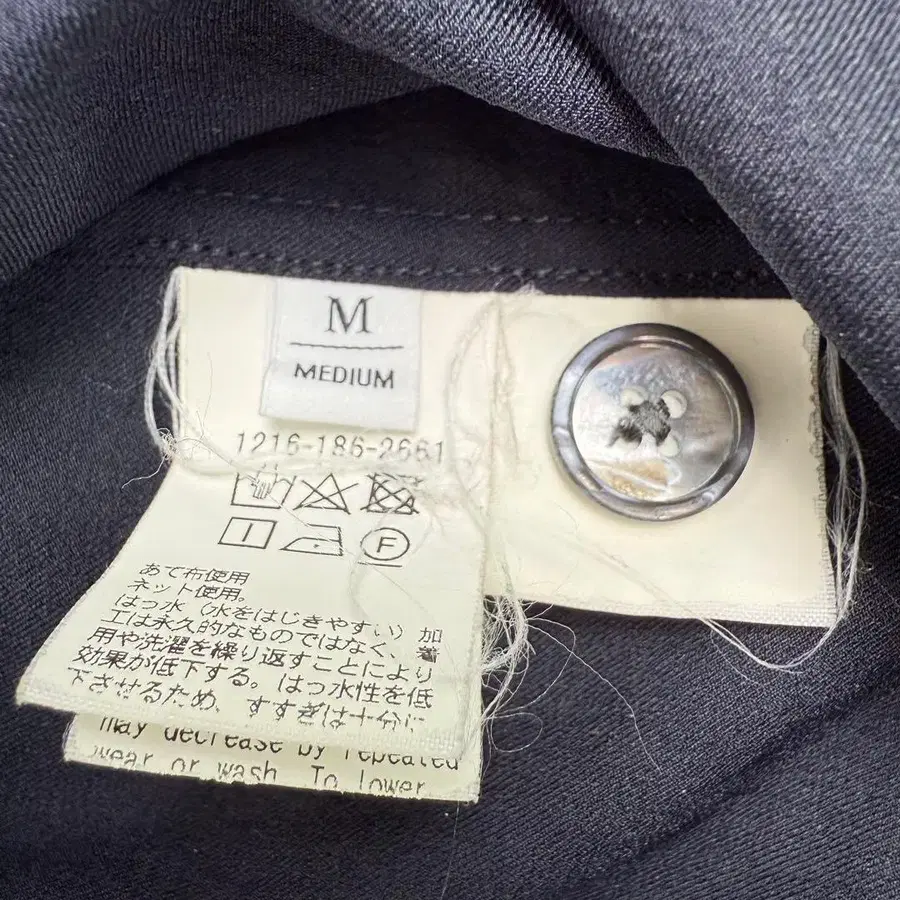 M
MEDIUM
1216-186-2661
F
あて布使用
ネット使用。
はっ水（水をはじきやすい）加
工は永久的なものではなく、着
用や洗濯を繰り返すことにより
効果が低下する。はっ水性を低
下させるため、すすぎは十分に
may decrease by repeated
wear or wash. To lower